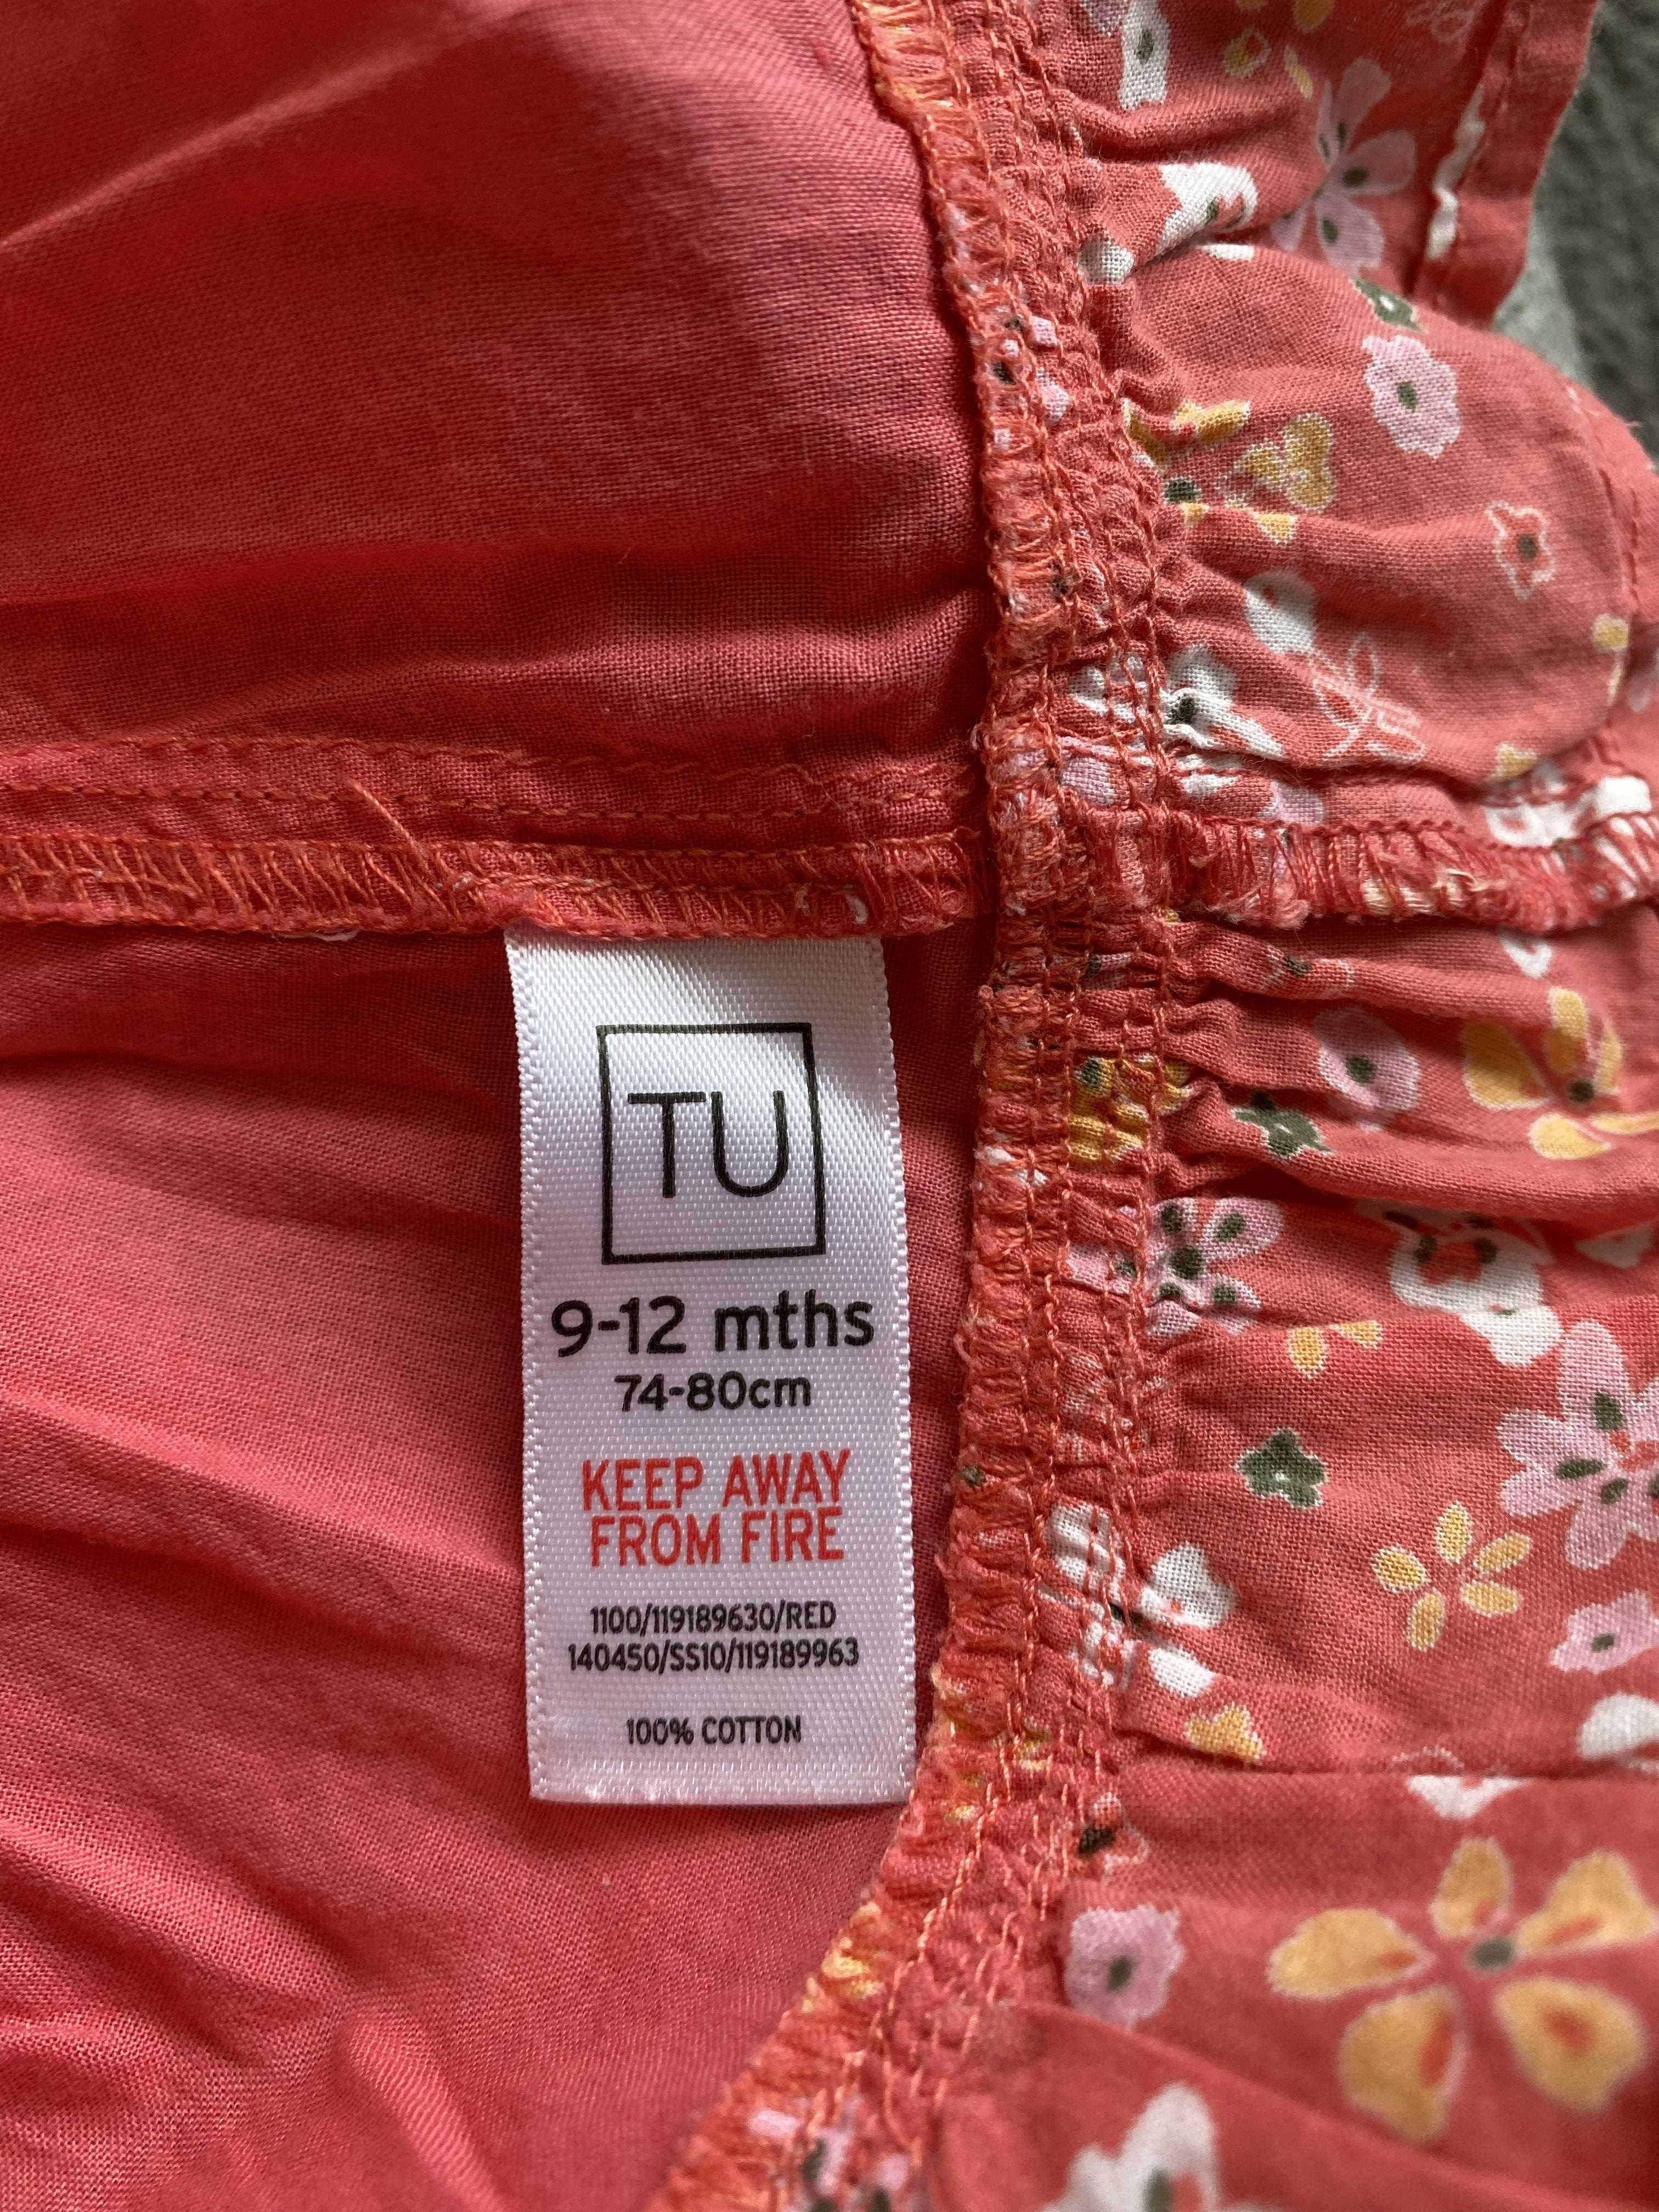 TU
9-12 mths
74-80cm
KEEP AWAY
FROM FIRE
1100/119189630/RED
140450/SS10/119189963
100% COTTON